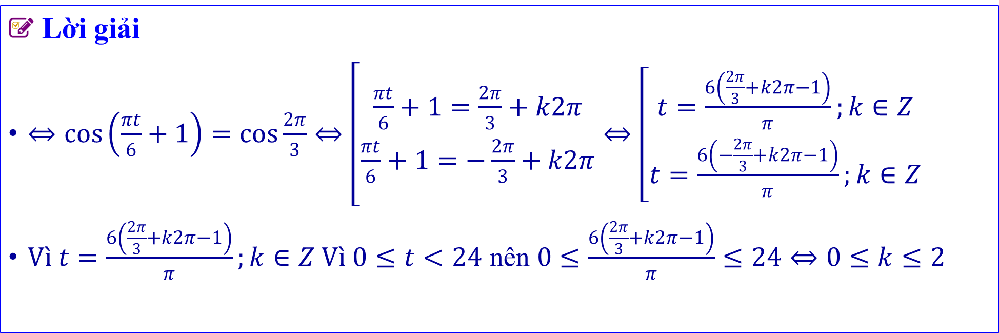 Lời giải
• ⇔ cos(πt/6 + 1) = cos 2π/3 ⇔ [ πt/6 + 1 = 2π/3 + k2π ; πt/6 + 1 = −2π/3 + k2π ⇔ [ t = 6(2π/3+k2π−1)/π ; k ∈ Z ; t = 6(−2π/3+k2π−1)/π ; k ∈ Z
• Vì t = 6(2π/3+k2π−1)/π ; k ∈ Z Vì 0 ≤ t < 24 nên 0 ≤ 6(2π/3+k2π−1)/π ≤ 24 ⇔ 0 ≤ k ≤ 2